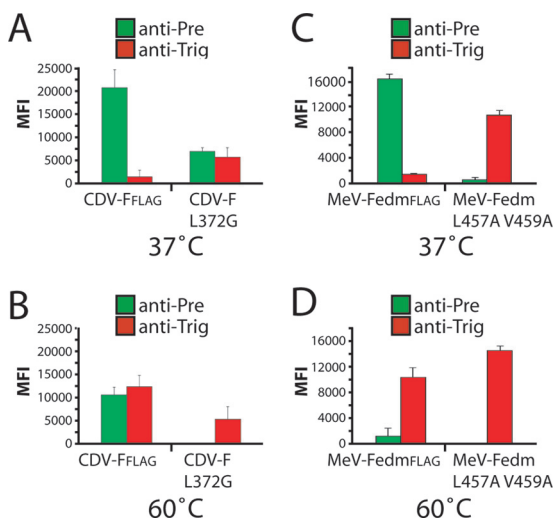 A
anti-Pre
anti-Trig
25000
20000
15000
10000
5000
0
MFI
CDV-FFLAG
CDV-F
L372G
37°C
C
anti-Pre
anti-Trig
16000
12000
8000
4000
0
MFI
MeV-FedmFLAG
MeV-Fedm
L457A V459A
37°C
B
anti-Pre
anti-Trig
25000
20000
15000
10000
5000
0
MFI
CDV-FFLAG
CDV-F
L372G
60°C
D
anti-Pre
anti-Trig
16000
12000
8000
4000
0
MFI
MeV-FedmFLAG
MeV-Fedm
L457A V459A
60°C